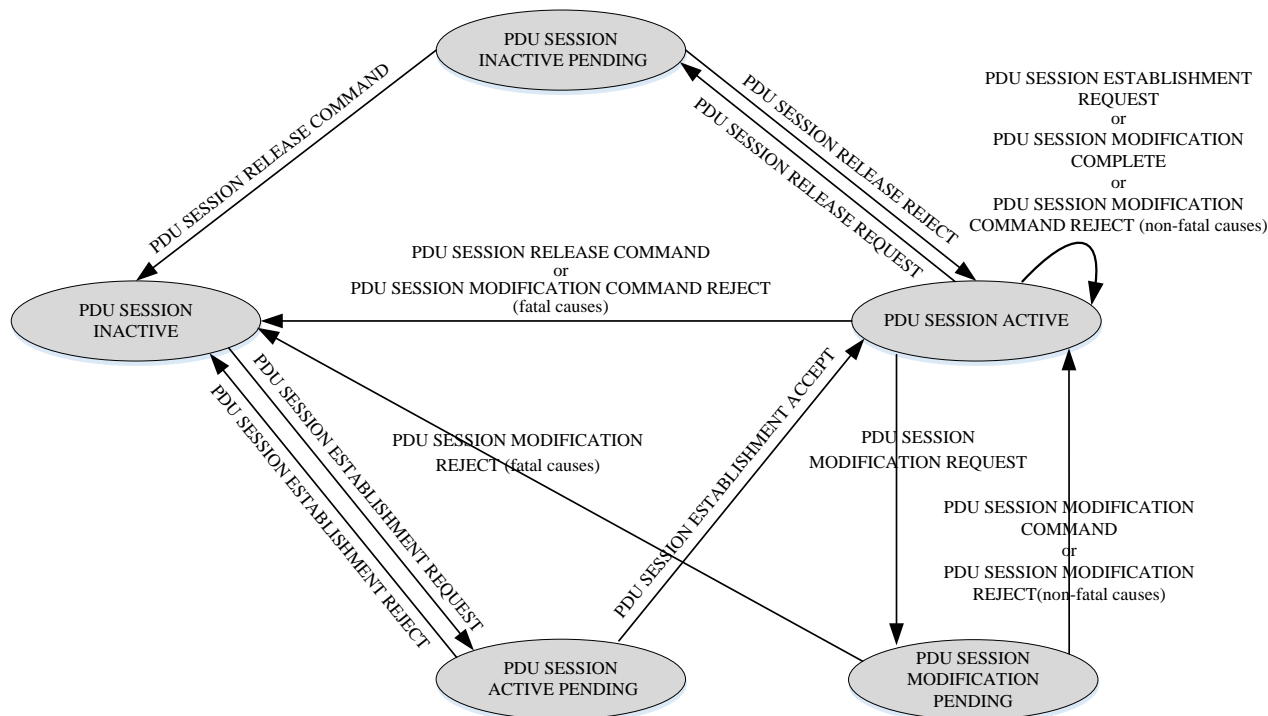 PDU SESSION
INACTIVE PENDING
PDU SESSION RELEASE COMMAND
PDU SESSION RELEASE REJECT
PDU SESSION RELEASE REQUEST
PDU SESSION ESTABLISHMENT
REQUEST
or
PDU SESSION MODIFICATION
COMPLETE
or
PDU SESSION MODIFICATION
COMMAND REJECT (non-fatal causes)
PDU SESSION RELEASE COMMAND
or
PDU SESSION MODIFICATION COMMAND REJECT
(fatal causes)
PDU SESSION
INACTIVE
PDU SESSION ACTIVE
PDU SESSION ESTABLISHMENT REQUEST
PDU SESSION ESTABLISHMENT REJECT
PDU SESSION MODIFICATION
REJECT (fatal causes)
PDU SESSION ESTABLISHMENT ACCEPT
PDU SESSION
MODIFICATION REQUEST
PDU SESSION MODIFICATION
COMMAND
or
PDU SESSION MODIFICATION
REJECT(non-fatal causes)
PDU SESSION
ACTIVE PENDING
PDU SESSION
MODIFICATION
PENDING